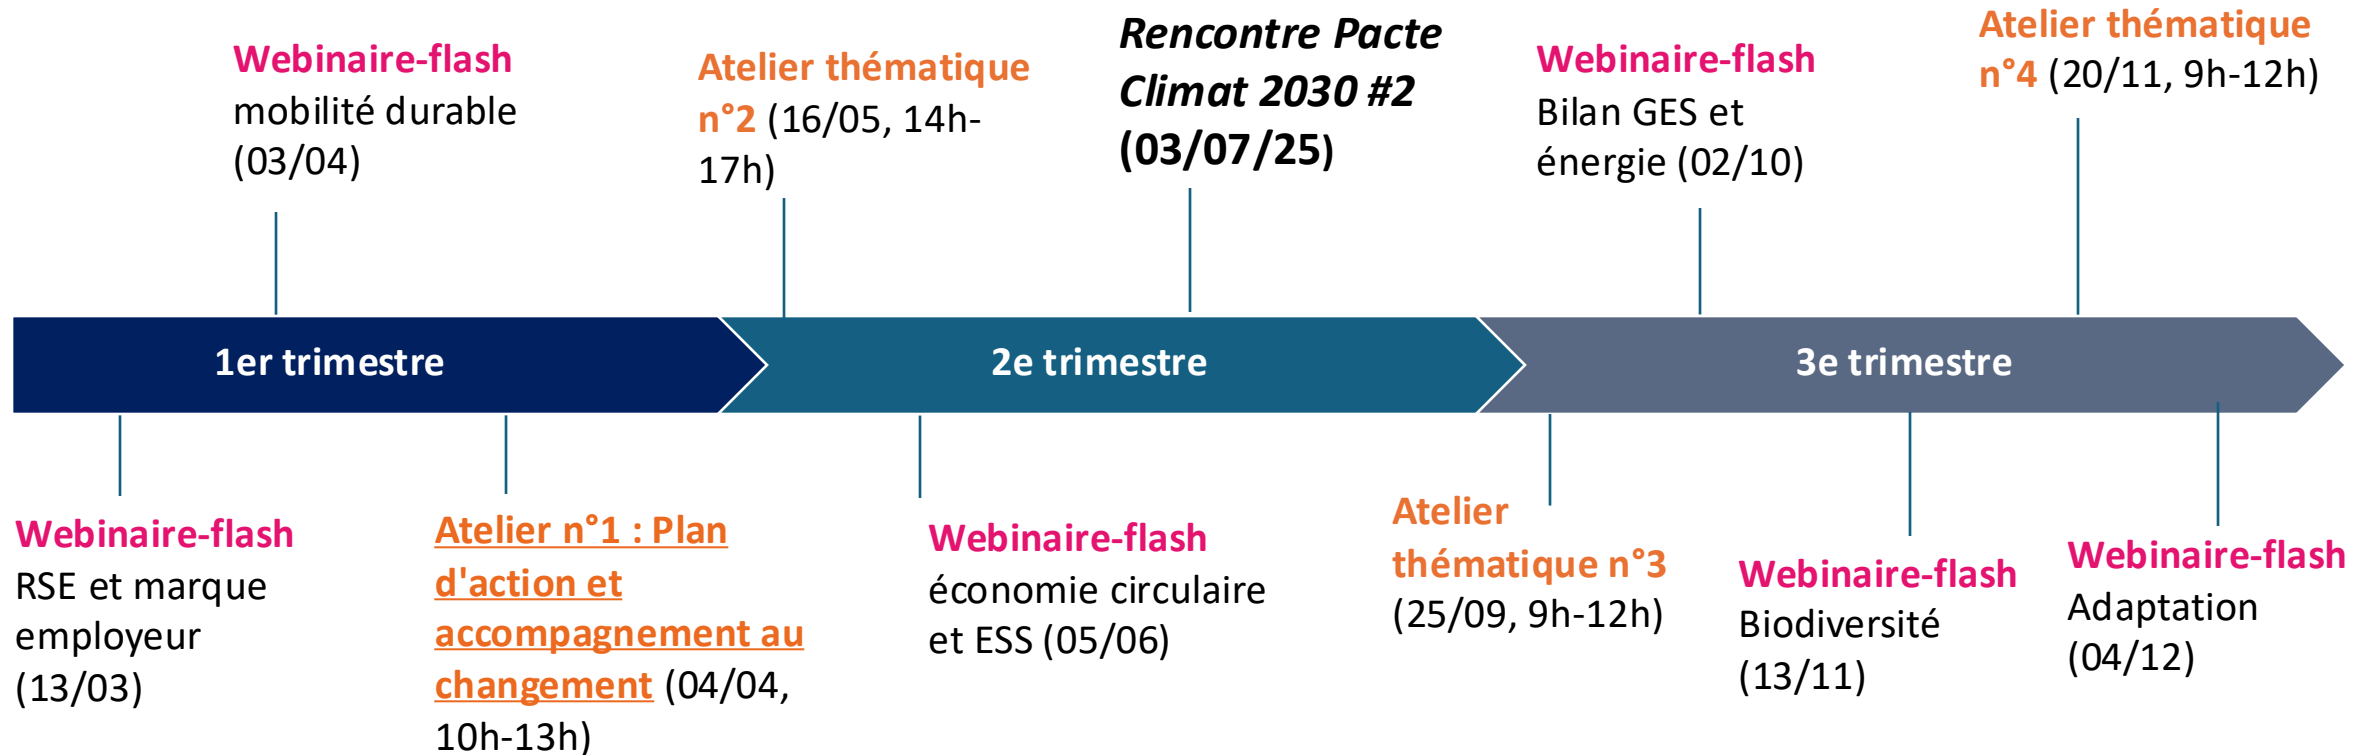 Webinaire-flash
mobilité durable
(03/04)
Atelier thématique
n°2 (16/05, 14h-
17h)
Rencontre Pacte
Climat 2030 #2
(03/07/25)
Webinaire-flash
Bilan GES et
énergie (02/10)
Atelier thématique
n°4 (20/11, 9h-12h)
1er trimestre
2e trimestre
3e trimestre
Webinaire-flash
RSE et marque
employeur
(13/03)
Atelier n°1 : Plan
d'action et
accompagnement au
changement (04/04,
10h-13h)
Webinaire-flash
économie circulaire
et ESS (05/06)
Atelier
thématique n°3
(25/09, 9h-12h)
Webinaire-flash
Biodiversité
(13/11)
Webinaire-flash
Adaptation
(04/12)